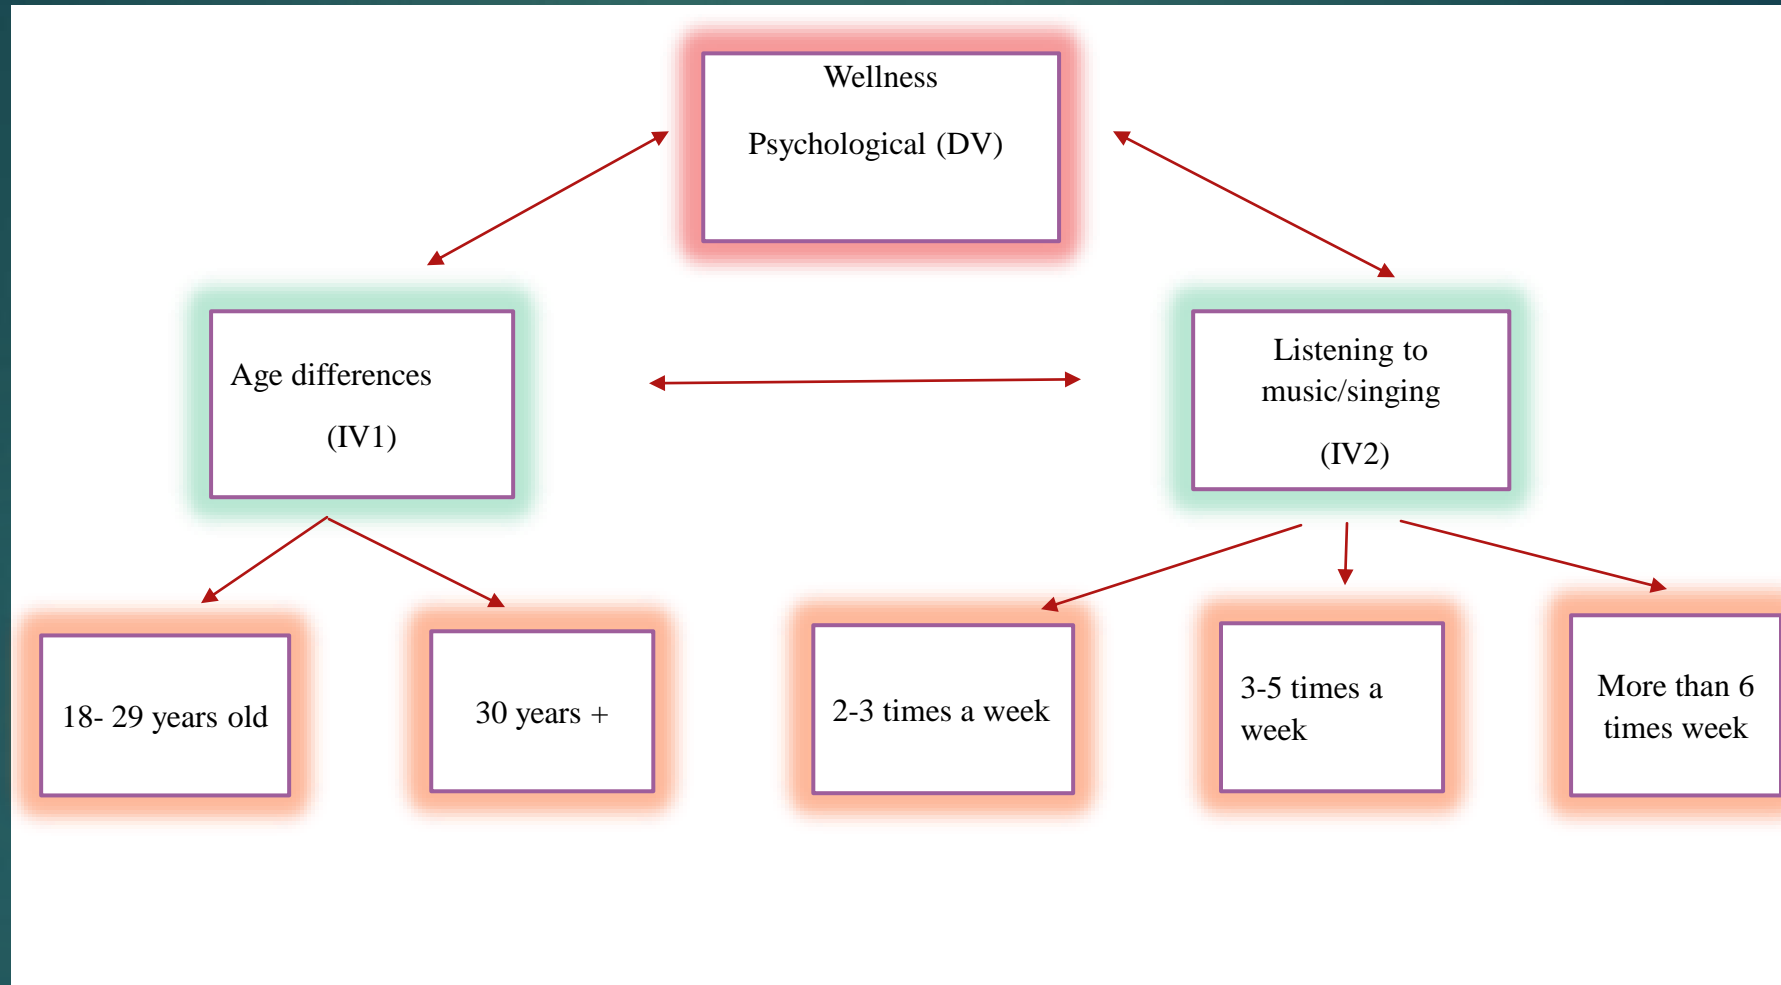 Wellness
Psychological (DV)
Age differences
(IV1)
Listening to
music/singing
(IV2)
18- 29 years old
30 years +
2-3 times a week
3-5 times a
week
More than 6
times week